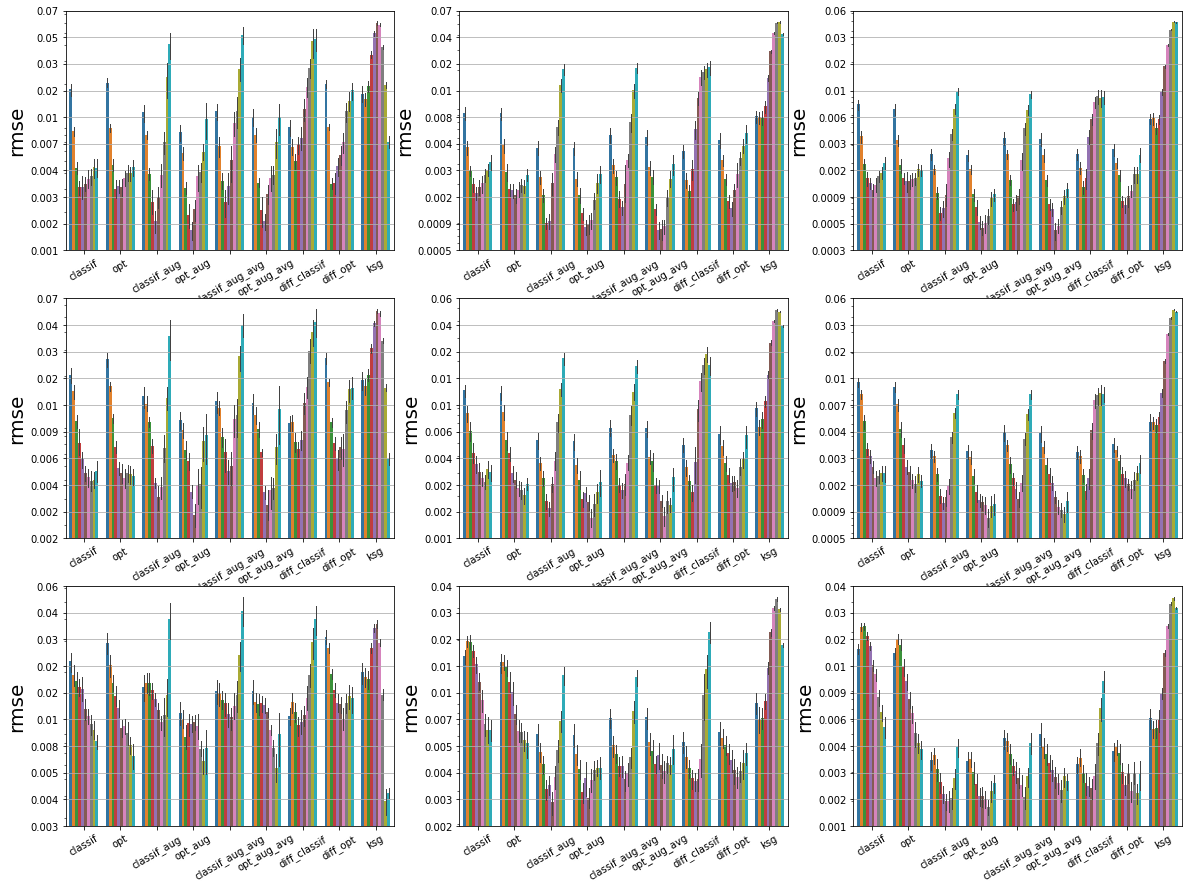 rmse
0.07
0.05
0.03
0.02
0.01
0.007
0.004
0.003
0.002
0.001
classif
opt
classif_aug
opt_aug
classif_aug_avg
opt_aug_avg
diff_classif
diff_opt
ksg
rmse
0.07
0.04
0.02
0.01
0.008
0.004
0.003
0.002
0.0009
0.0005
classif
opt
classif_aug
opt_aug
classif_aug_avg
opt_aug_avg
diff_classif
diff_opt
ksg
rmse
0.07
0.05
0.03
0.02
0.01
0.006
0.003
0.0009
0.0005
0.0003
classif
opt
classif_aug
opt_aug
classif_aug_avg
opt_aug_avg
diff_classif
diff_opt
ksg
rmse
0.07
0.04
0.03
0.02
0.01
0.009
0.006
0.004
0.002
0.002
classif
opt
classif_aug
opt_aug
classif_aug_avg
opt_aug_avg
diff_classif
diff_opt
ksg
rmse
0.06
0.04
0.02
0.01
0.01
0.006
0.004
0.002
0.002
0.001
classif
opt
classif_aug
opt_aug
classif_aug_avg
opt_aug_avg
diff_classif
diff_opt
ksg
rmse
0.06
0.03
0.02
0.01
0.007
0.004
0.002
0.002
0.0009
0.0005
classif
opt
classif_aug
opt_aug
classif_aug_avg
opt_aug_avg
diff_classif
diff_opt
ksg
rmse
0.06
0.04
0.03
0.02
0.02
0.01
0.008
0.005
0.004
0.003
classif
opt
classif_aug
opt_aug
classif_aug_avg
opt_aug_avg
diff_classif
diff_opt
ksg
rmse
0.04
0.03
0.02
0.01
0.01
0.007
0.005
0.004
0.003
0.002
classif
opt
classif_aug
opt_aug
classif_aug_avg
opt_aug_avg
diff_classif
diff_opt
ksg
rmse
0.04
0.03
0.02
0.01
0.009
0.006
0.004
0.003
0.002
0.001
classif
opt
classif_aug
opt_aug
classif_aug_avg
opt_aug_avg
diff_classif
diff_opt
ksg